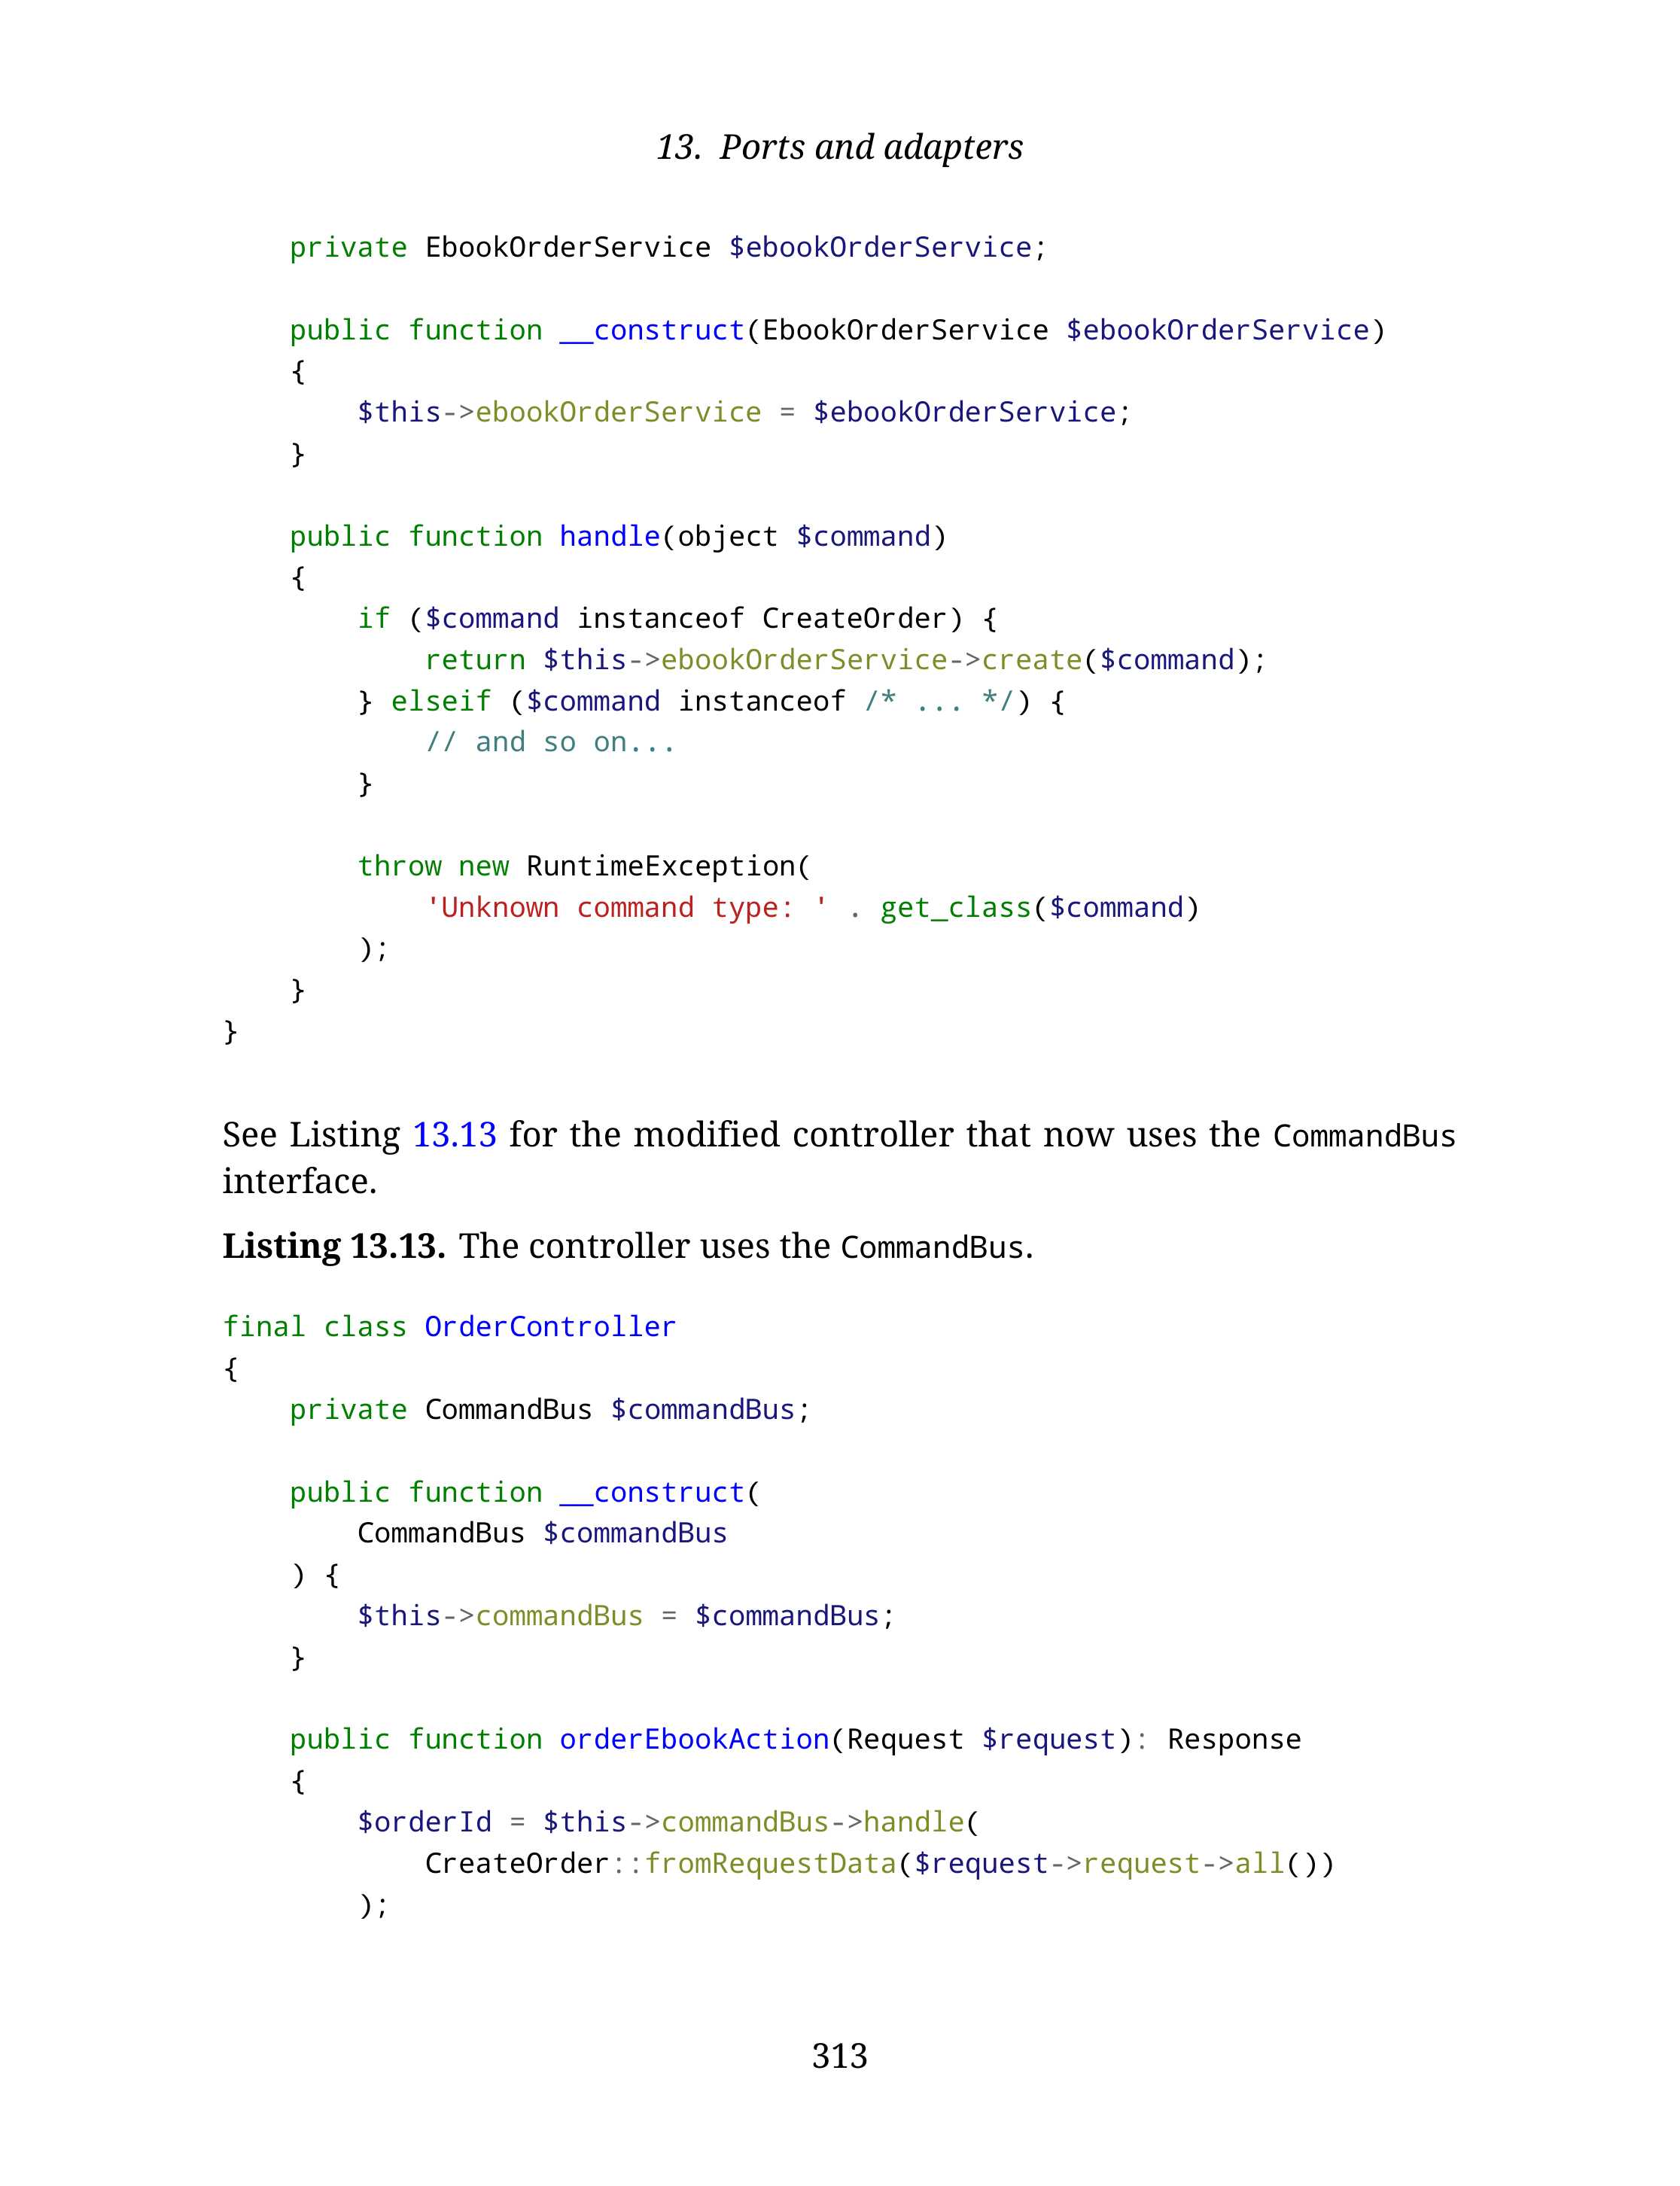 13. Ports and adapters
    private EbookOrderService $ebookOrderService;

    public function __construct(EbookOrderService $ebookOrderService)
    {
        $this->ebookOrderService = $ebookOrderService;
    }

    public function handle(object $command)
    {
        if ($command instanceof CreateOrder) {
            return $this->ebookOrderService->create($command);
        } elseif ($command instanceof /* ... */) {
            // and so on...
        }

        throw new RuntimeException(
            'Unknown command type: ' . get_class($command)
        );
    }
}
See Listing 13.13 for the modified controller that now uses the CommandBus
interface.
Listing 13.13. The controller uses the CommandBus.
final class OrderController
{
    private CommandBus $commandBus;

    public function __construct(
        CommandBus $commandBus
    ) {
        $this->commandBus = $commandBus;
    }

    public function orderEbookAction(Request $request): Response
    {
        $orderId = $this->commandBus->handle(
            CreateOrder::fromRequestData($request->request->all())
        );
313